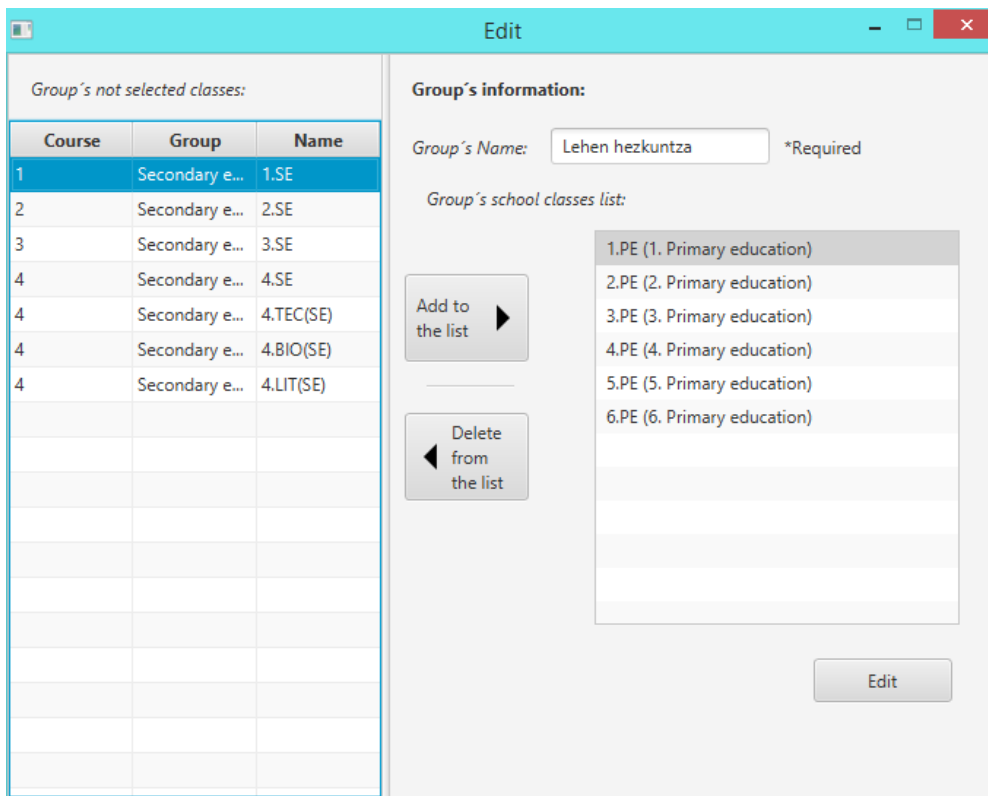 Edit
Group´s not selected classes:
Course Group Name
1 Secondary e... 1.SE
2 Secondary e... 2.SE
3 Secondary e... 3.SE
4 Secondary e... 4.SE
4 Secondary e... 4.TEC(SE)
4 Secondary e... 4.BIO(SE)
4 Secondary e... 4.LIT(SE)
Group´s information:
Group´s Name: Lehen hezkuntza *Required
Group´s school classes list:
1.PE (1. Primary education)
2.PE (2. Primary education)
3.PE (3. Primary education)
4.PE (4. Primary education)
5.PE (5. Primary education)
6.PE (6. Primary education)
Add to
the list
Delete
from
the list
Edit